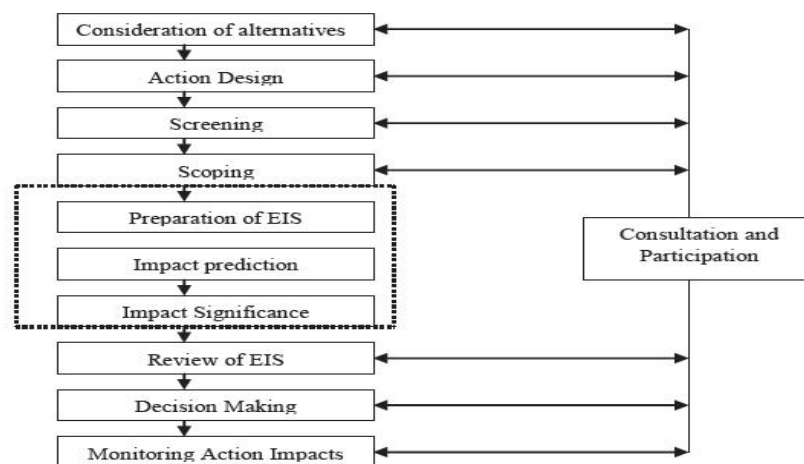 Consideration of alternatives
Action Design
Screening
Scoping
Preparation of EIS
Impact prediction
Impact Significance
Review of EIS
Decision Making
Monitoring Action Impacts
Consultation and
Participation